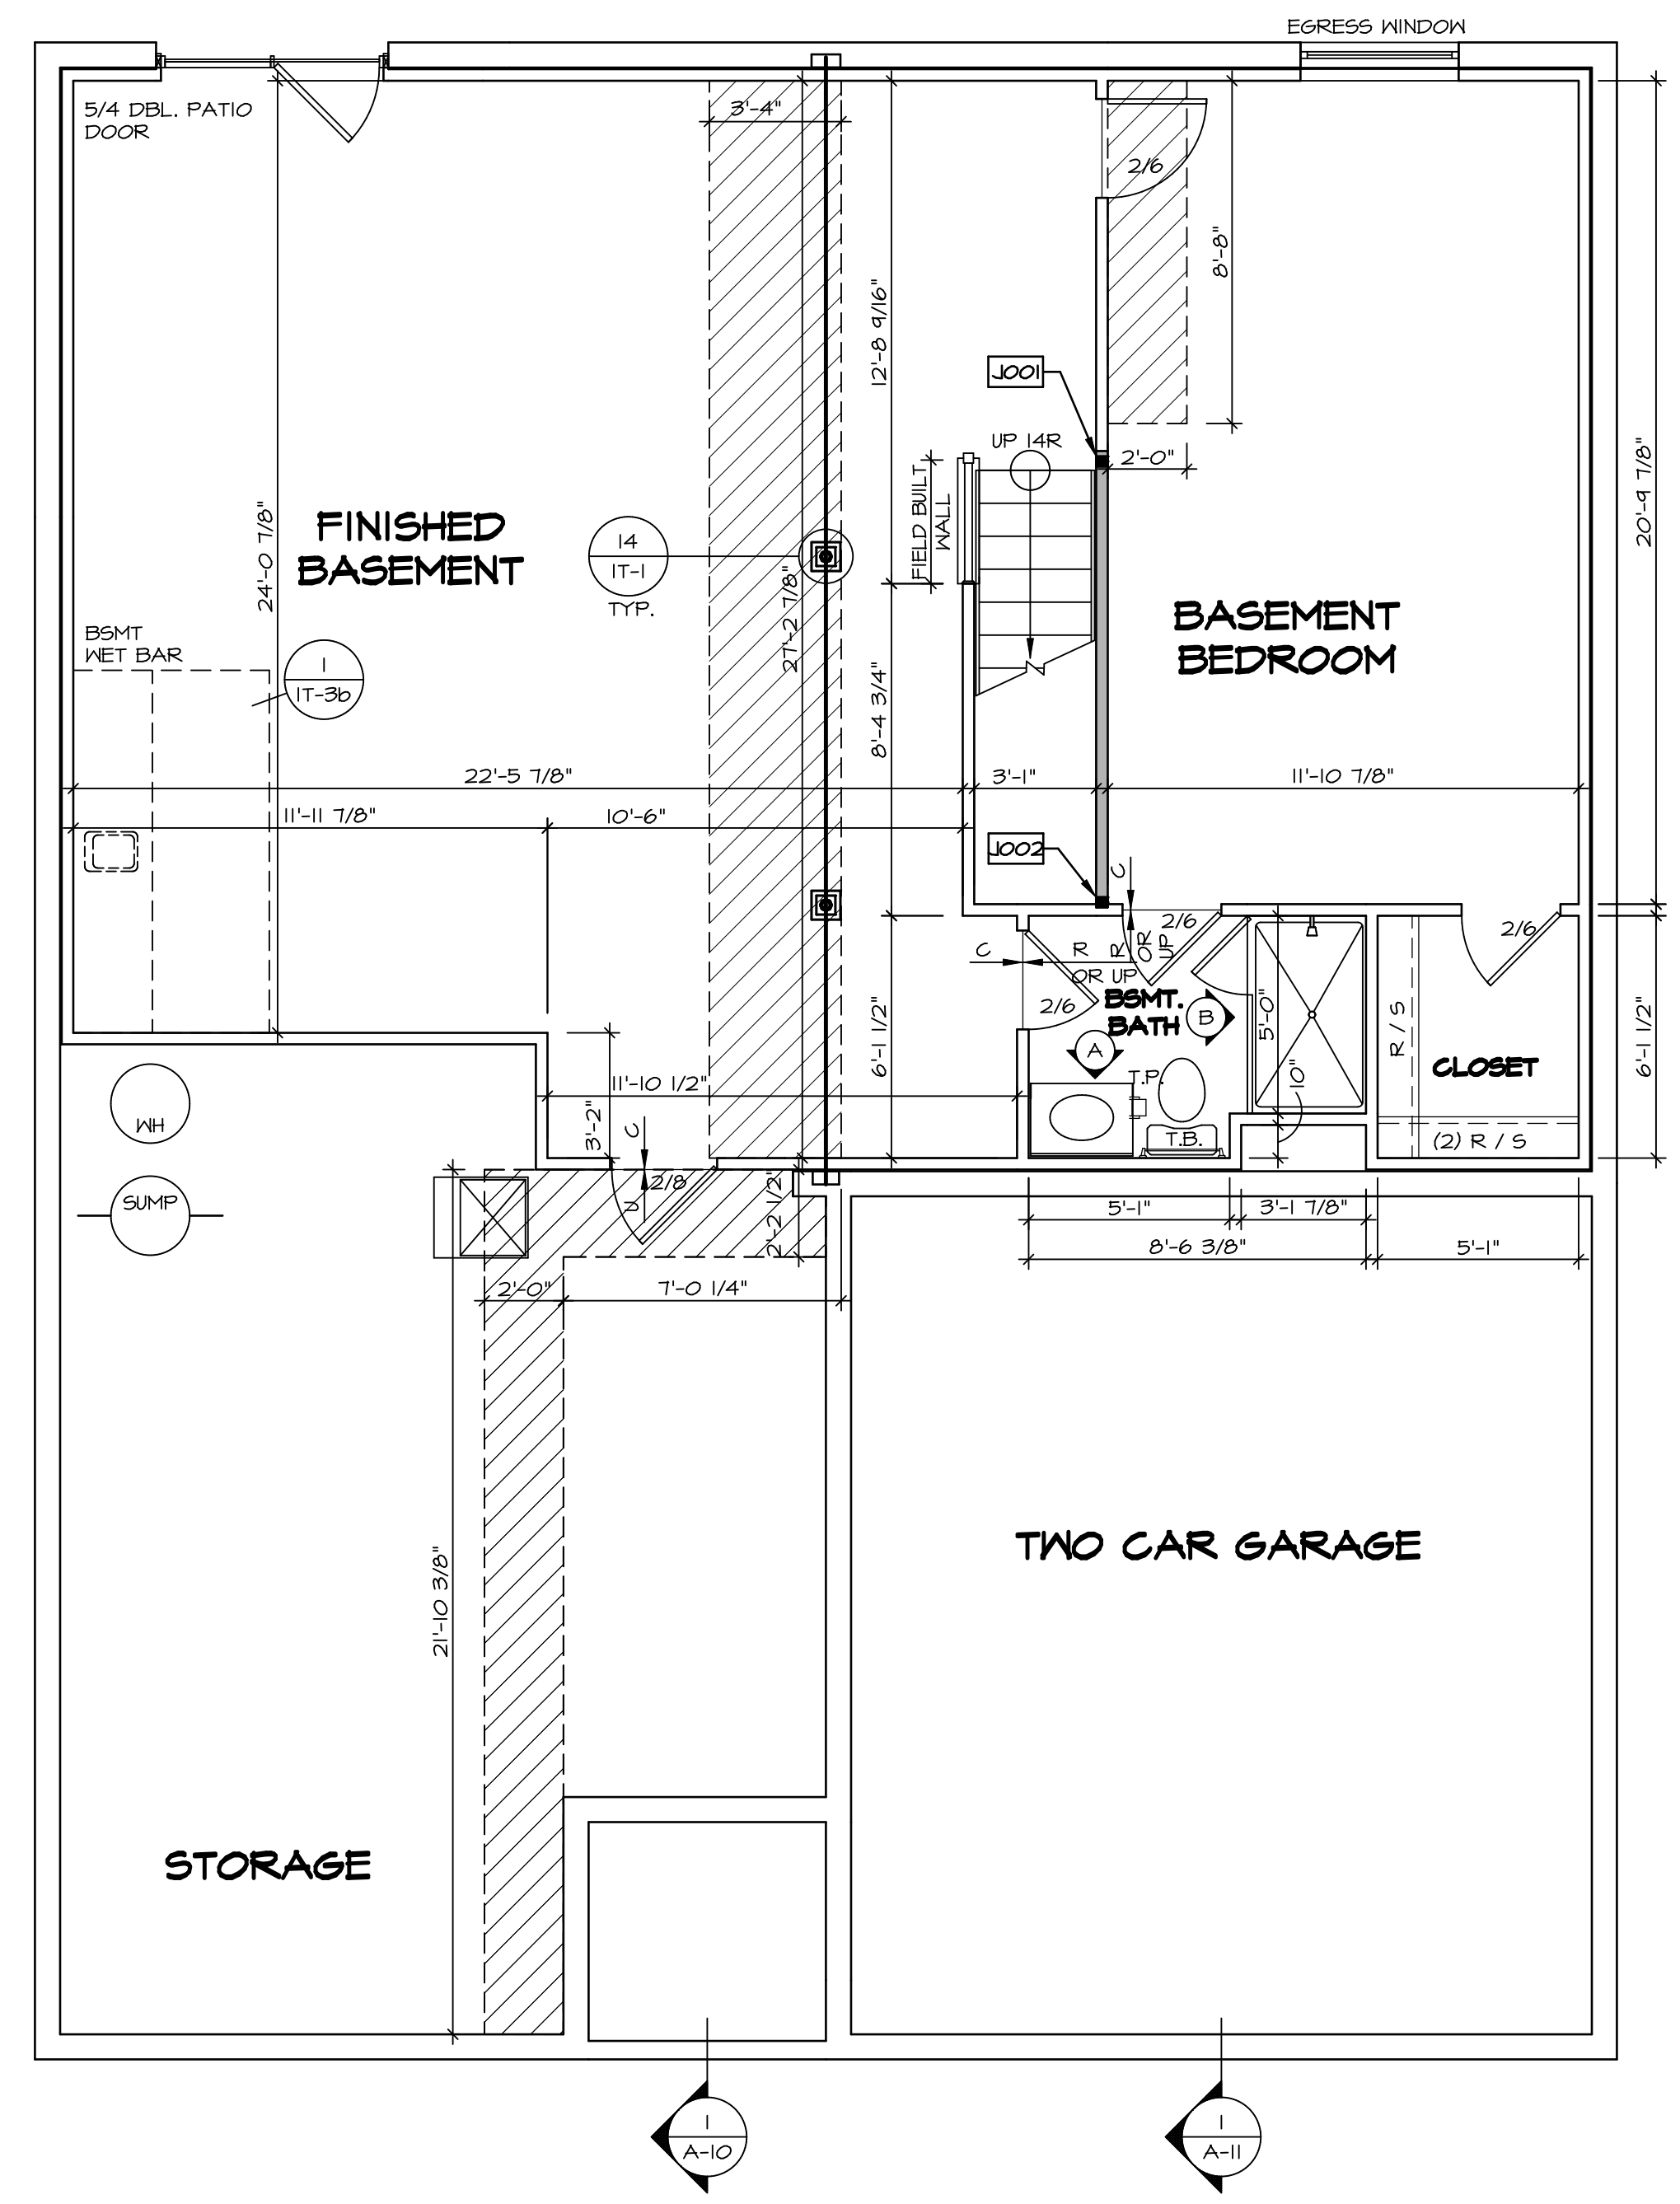 EGRESS WINDOW
5/4 DBL. PATIO
DOOR
3'-4"
2/6
8'-8"
12'-8 9/16"
J001
UP 14R
2'-0"
FIELD BUILT
WALL
20'-9 7/8"
24'-0 7/8"
FINISHED
BASEMENT
14
1T-1
TYP.
27'-2 7/8"
BASEMENT
BEDROOM
BSMT
WET BAR
1
1T-3b
8'-4 3/4"
22'-5 7/8"
3'-1"
11'-10 7/8"
11'-11 7/8"
10'-6"
J002
C
2/6
2/6
C
R
OR UP
R
OR
UP
2/6
BSMT.
BATH
B
A
5'-0"
10"
R / S
CLOSET
6'-1 1/2"
6'-1 1/2"
T.P.
T.B.
(2) R / S
11'-10 1/2"
3'-2"
C
WH
SUMP
2/8
U
2'-2 1/2"
5'-1"
3'-1 7/8"
8'-6 3/8"
5'-1"
2'-0"
7'-0 1/4"
21'-10 3/8"
TWO CAR GARAGE
STORAGE
1
A-10
1
A-11